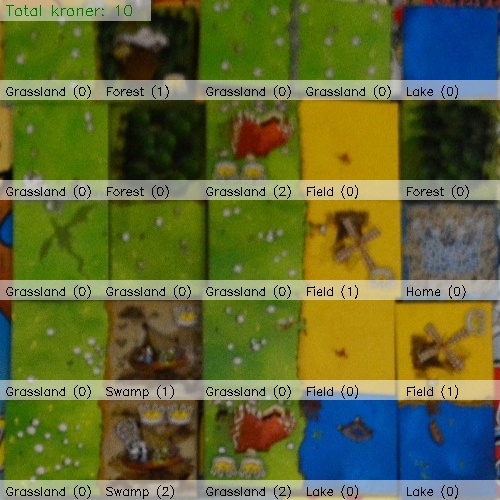 Total kroner: 10
Grassland (0) Forest (1) Grassland (0) Grassland (0) Lake (0)
Grassland (0) Forest (0) Grassland (2) Field (0) Forest (0)
Grassland (0) Grassland (0) Grassland (0) Field (1) Home (0)
Grassland (0) Swamp (1) Grassland (0) Field (0) Field (1)
Grassland (0) Swamp (2) Grassland (2) Lake (0) Lake (0)